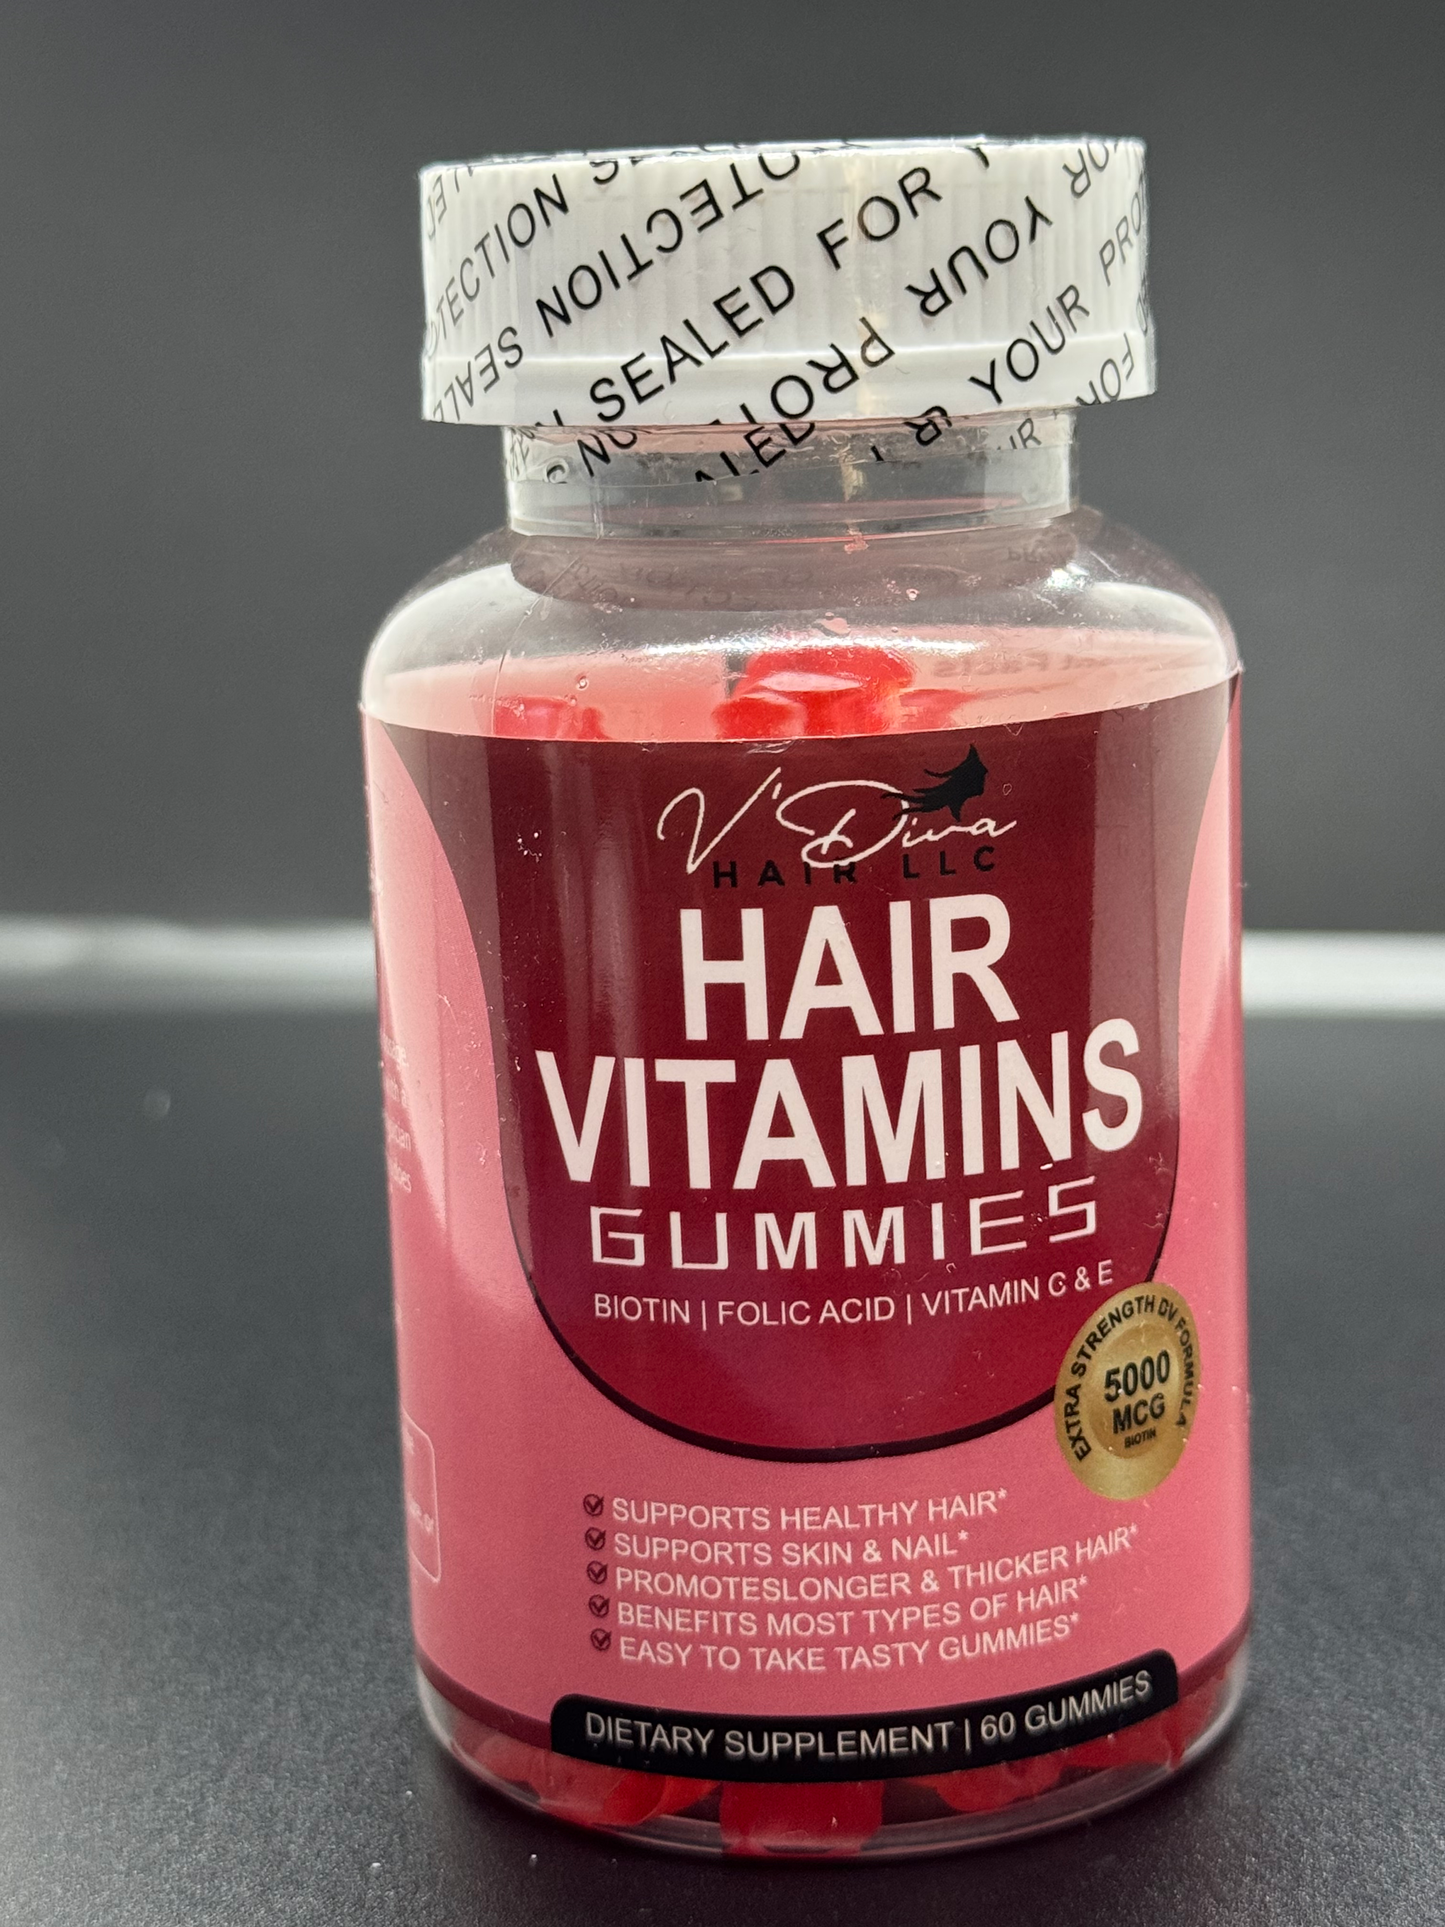 SEALED FOR
YOUR
PROTECTION
V'Diva
HAIR LLC
HAIR
VITAMINS
GUMMIES
BIOTIN | FOLIC ACID | VITAMIN C & E
EXTRA STRENGTH DV FORMULA
5000
MCG
BIOTIN
SUPPORTS HEALTHY HAIR*
SUPPORTS SKIN & NAIL*
PROMOTESLONGER & THICKER HAIR*
BENEFITS MOST TYPES OF HAIR*
EASY TO TAKE TASTY GUMMIES*
DIETARY SUPPLEMENT | 60 GUMMIES